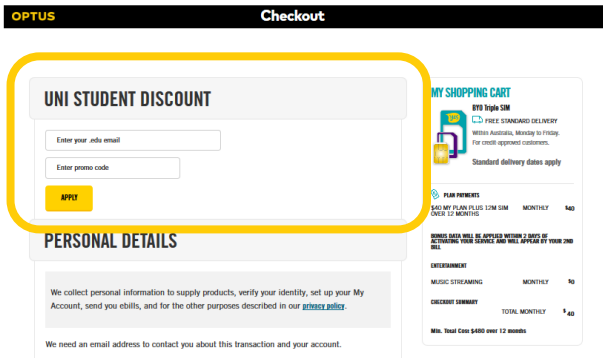 OPTUS
Checkout
UNI STUDENT DISCOUNT
Enter your .edu email
Enter promo code
APPLY
PERSONAL DETAILS
We collect personal information to supply products, verify your identity, set up your My
Account, send you ebills, and for the other purposes described in our privacy policy.
We need an email address to contact you about this transaction and your account.
MY SHOPPING CART
BYO Triple SIM
FREE STANDARD DELIVERY
Within Australia, Monday to Friday.
For credit approved customers.
Standard delivery dates apply
PLAN PAYMENTS
$40 MY PLAN PLUS 12M SIM MONTHLY $40
OVER 12 MONTHS
BONUS DATA WILL BE APPLIED WITHIN 2 DAYS OF
ACTIVATING YOUR SERVICE AND WILL APPEAR BY YOUR 2ND
BILL
ENTERTAINMENT
MUSIC STREAMING MONTHLY $0
CHECKOUT SUMMARY
TOTAL MONTHLY $40
Min. Total Cost $480 over 12 months